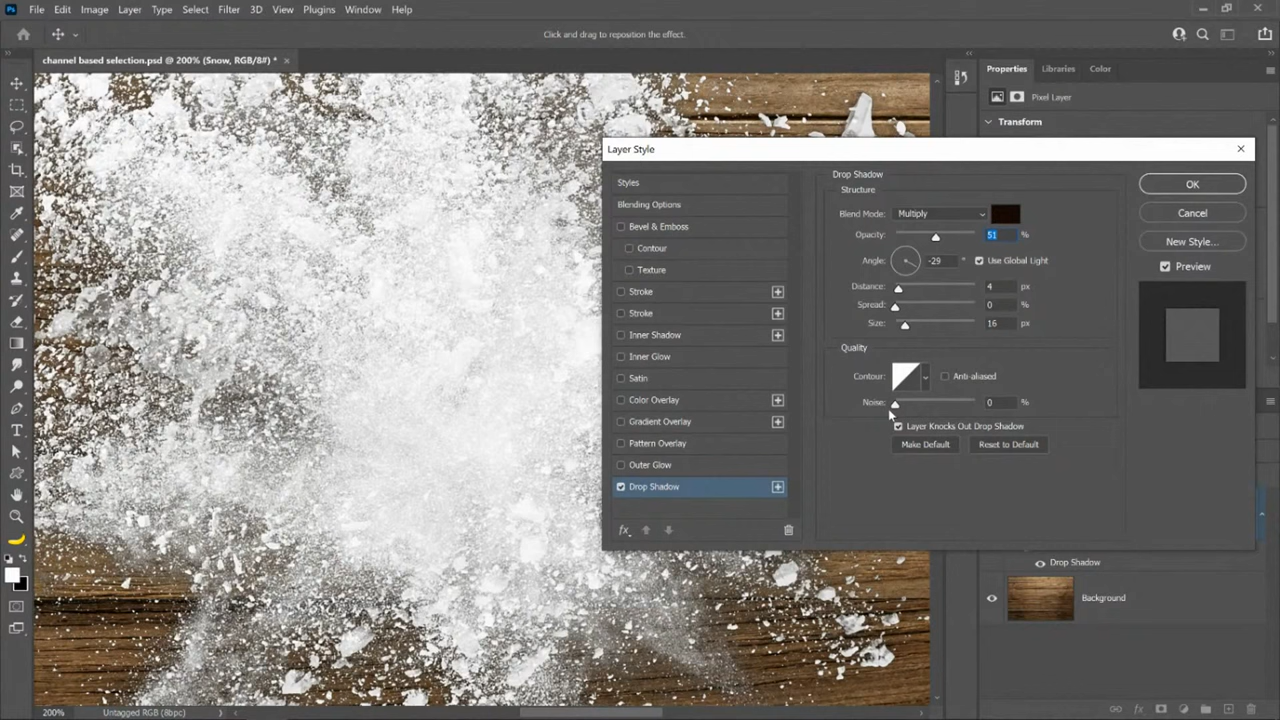 Ps File Edit Image Layer Type Select Filter 3D View Plugins Window Help
Click and drag to reposition the effect.
channel based selection.psd @ 200% (Snow, RGB/8#) * ×
Properties Libraries Color
Pixel Layer
Transform
Layer Style
Styles
Blending Options
Bevel & Emboss
Contour
Texture
Stroke
Stroke
Inner Shadow
Inner Glow
Satin
Color Overlay
Gradient Overlay
Pattern Overlay
Outer Glow
Drop Shadow
fx
Drop Shadow
Structure
Blend Mode: Multiply
Opacity: 51 %
Angle: -29 ° Use Global Light
Distance: 4 px
Spread: 0 %
Size: 16 px
Quality
Contour: Anti-aliased
Noise: 0 %
Layer Knocks Out Drop Shadow
Make Default Reset to Default
OK
Cancel
New Style...
Preview
Drop Shadow
Background
200% Untagged RGB (8bpc)
fx